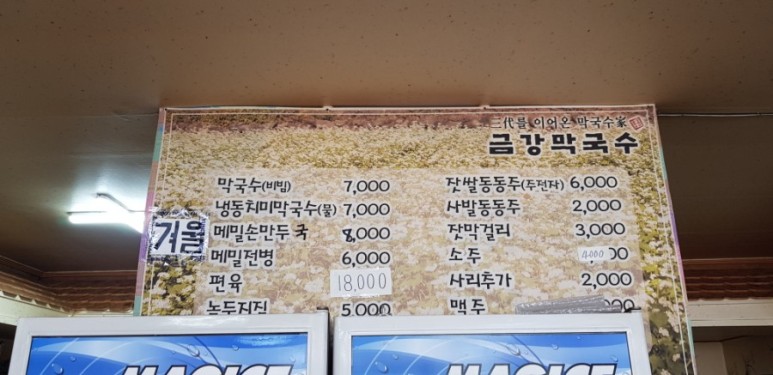 三代를 이어온 막국수家
금강막국수
막국수(비빔) 7,000
냉동치미막국수(물) 7,000
겨울 메밀손만두국 8,000
메밀전병 6,000
편육 18,000
녹두지짐 5,000
잣쌀동동주(주전자) 6,000
사발동동주 2,000
잣막걸리 3,000
소주 4,000
사리추가 2,000
맥주